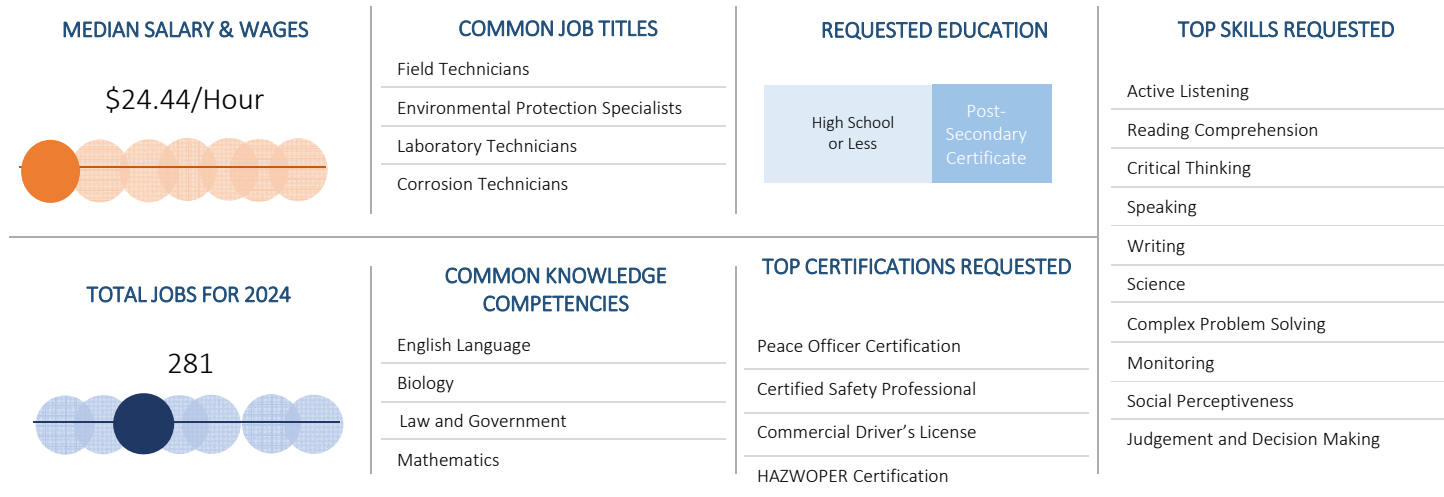 MEDIAN SALARY & WAGES
$24.44/Hour
COMMON JOB TITLES
Field Technicians
Environmental Protection Specialists
Laboratory Technicians
Corrosion Technicians
REQUESTED EDUCATION
High School
or Less
Post-
Secondary
Certificate
TOP SKILLS REQUESTED
Active Listening
Reading Comprehension
Critical Thinking
Speaking
Writing
Science
Complex Problem Solving
Monitoring
Social Perceptiveness
Judgement and Decision Making
TOTAL JOBS FOR 2024
281
COMMON KNOWLEDGE
COMPETENCIES
English Language
Biology
Law and Government
Mathematics
TOP CERTIFICATIONS REQUESTED
Peace Officer Certification
Certified Safety Professional
Commercial Driver’s License
HAZWOPER Certification